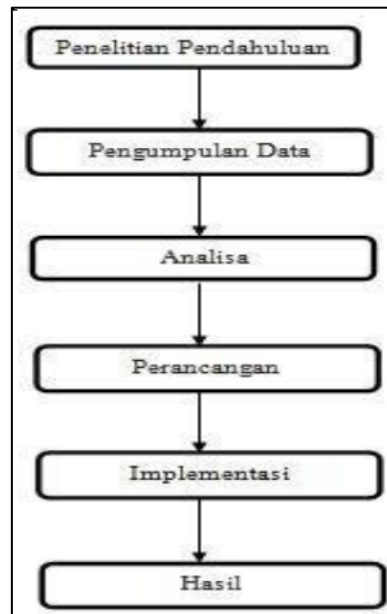 Penelitian Pendahuluan
Pengumpulan Data
Analisa
Perancangan
Implementasi
Hasil